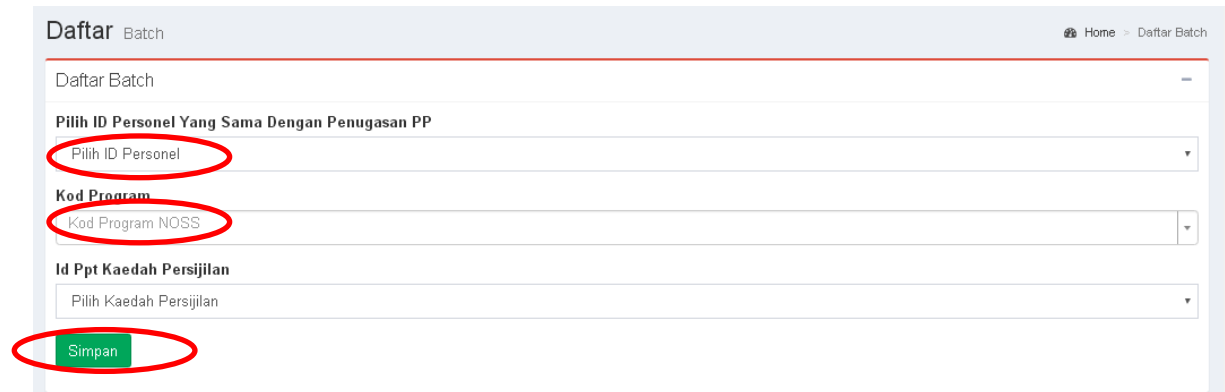 Daftar Batch
Home > Daftar Batch
Daftar Batch
Pilih ID Personel Yang Sama Dengan Penugasan PP
Pilih ID Personel
Kod Program
Kod Program NOSS
Id Ppt Kaedah Persijilan
Pilih Kaedah Persijilan
Simpan